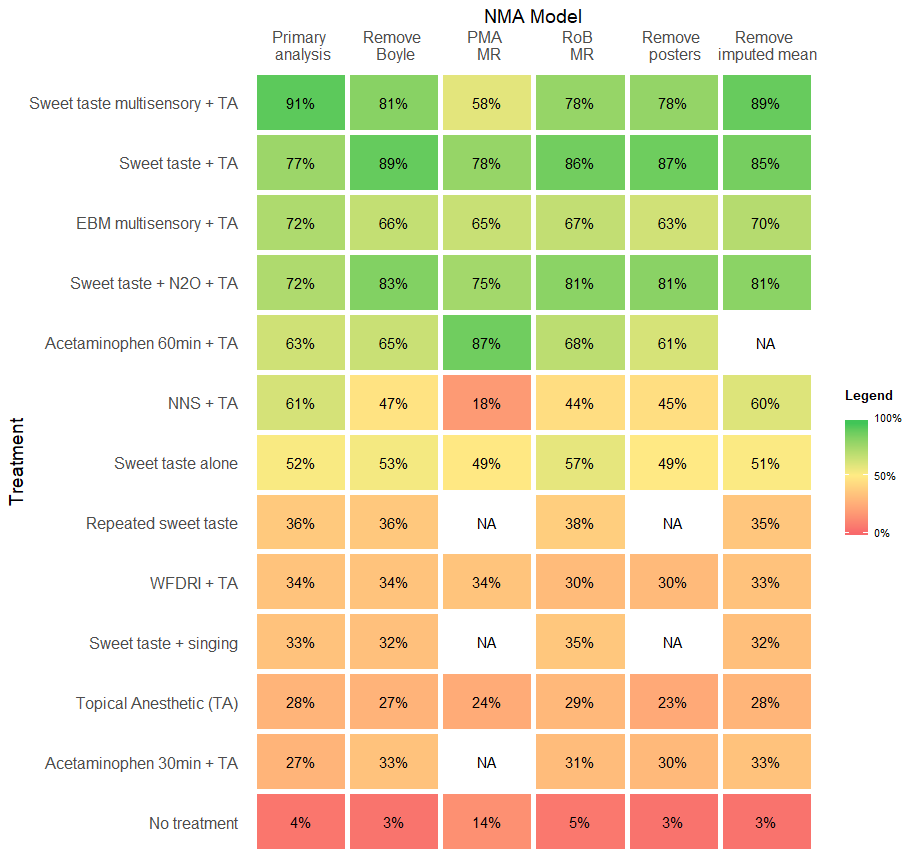 NMA Model
Primary analysis Remove Boyle PMA MR RoB MR Remove posters Remove imputed mean
Treatment
Sweet taste multisensory + TA 91% 81% 58% 78% 78% 89%
Sweet taste + TA 77% 89% 78% 86% 87% 85%
EBM multisensory + TA 72% 66% 65% 67% 63% 70%
Sweet taste + N2O + TA 72% 83% 75% 81% 81% 81%
Acetaminophen 60min + TA 63% 65% 87% 68% 61% NA
NNS + TA 61% 47% 18% 44% 45% 60%
Sweet taste alone 52% 53% 49% 57% 49% 51%
Repeated sweet taste 36% 36% NA 38% NA 35%
WFDRI + TA 34% 34% 34% 30% 30% 33%
Sweet taste + singing 33% 32% NA 35% NA 32%
Topical Anesthetic (TA) 28% 27% 24% 29% 23% 28%
Acetaminophen 30min + TA 27% 33% NA 31% 30% 33%
No treatment 4% 3% 14% 5% 3% 3%
Legend
100%
50%
0%